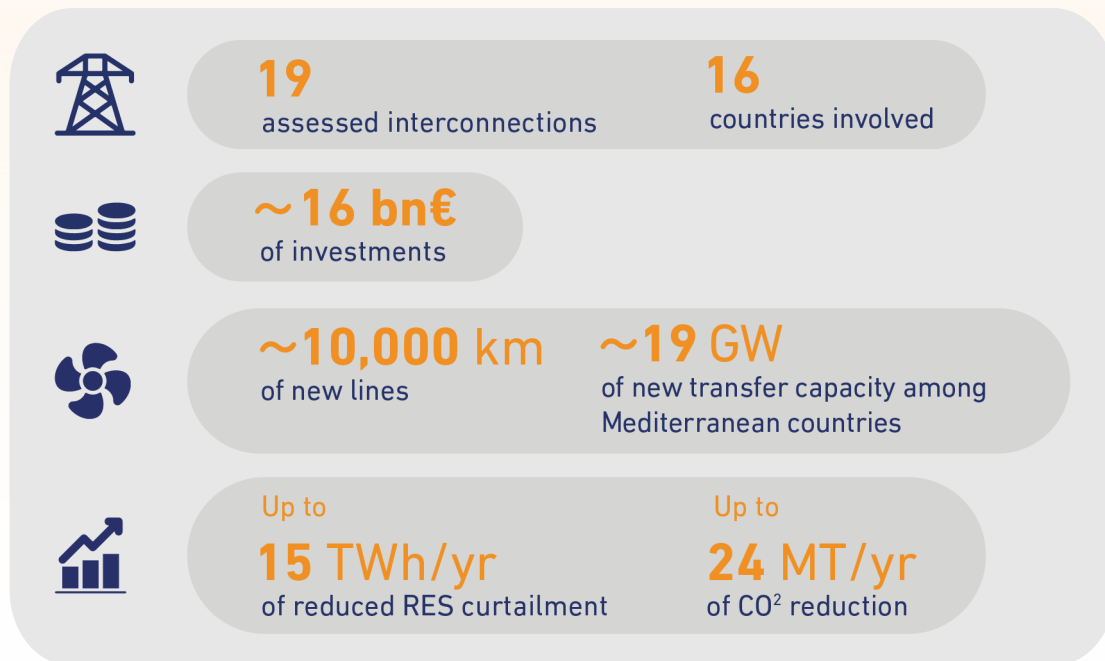 19
assessed interconnections
16
countries involved
~16 bn€
of investments
~10,000 km
of new lines
~19 GW
of new transfer capacity among
Mediterranean countries
Up to
15 TWh/yr
of reduced RES curtailment
Up to
24 MT/yr
of CO² reduction